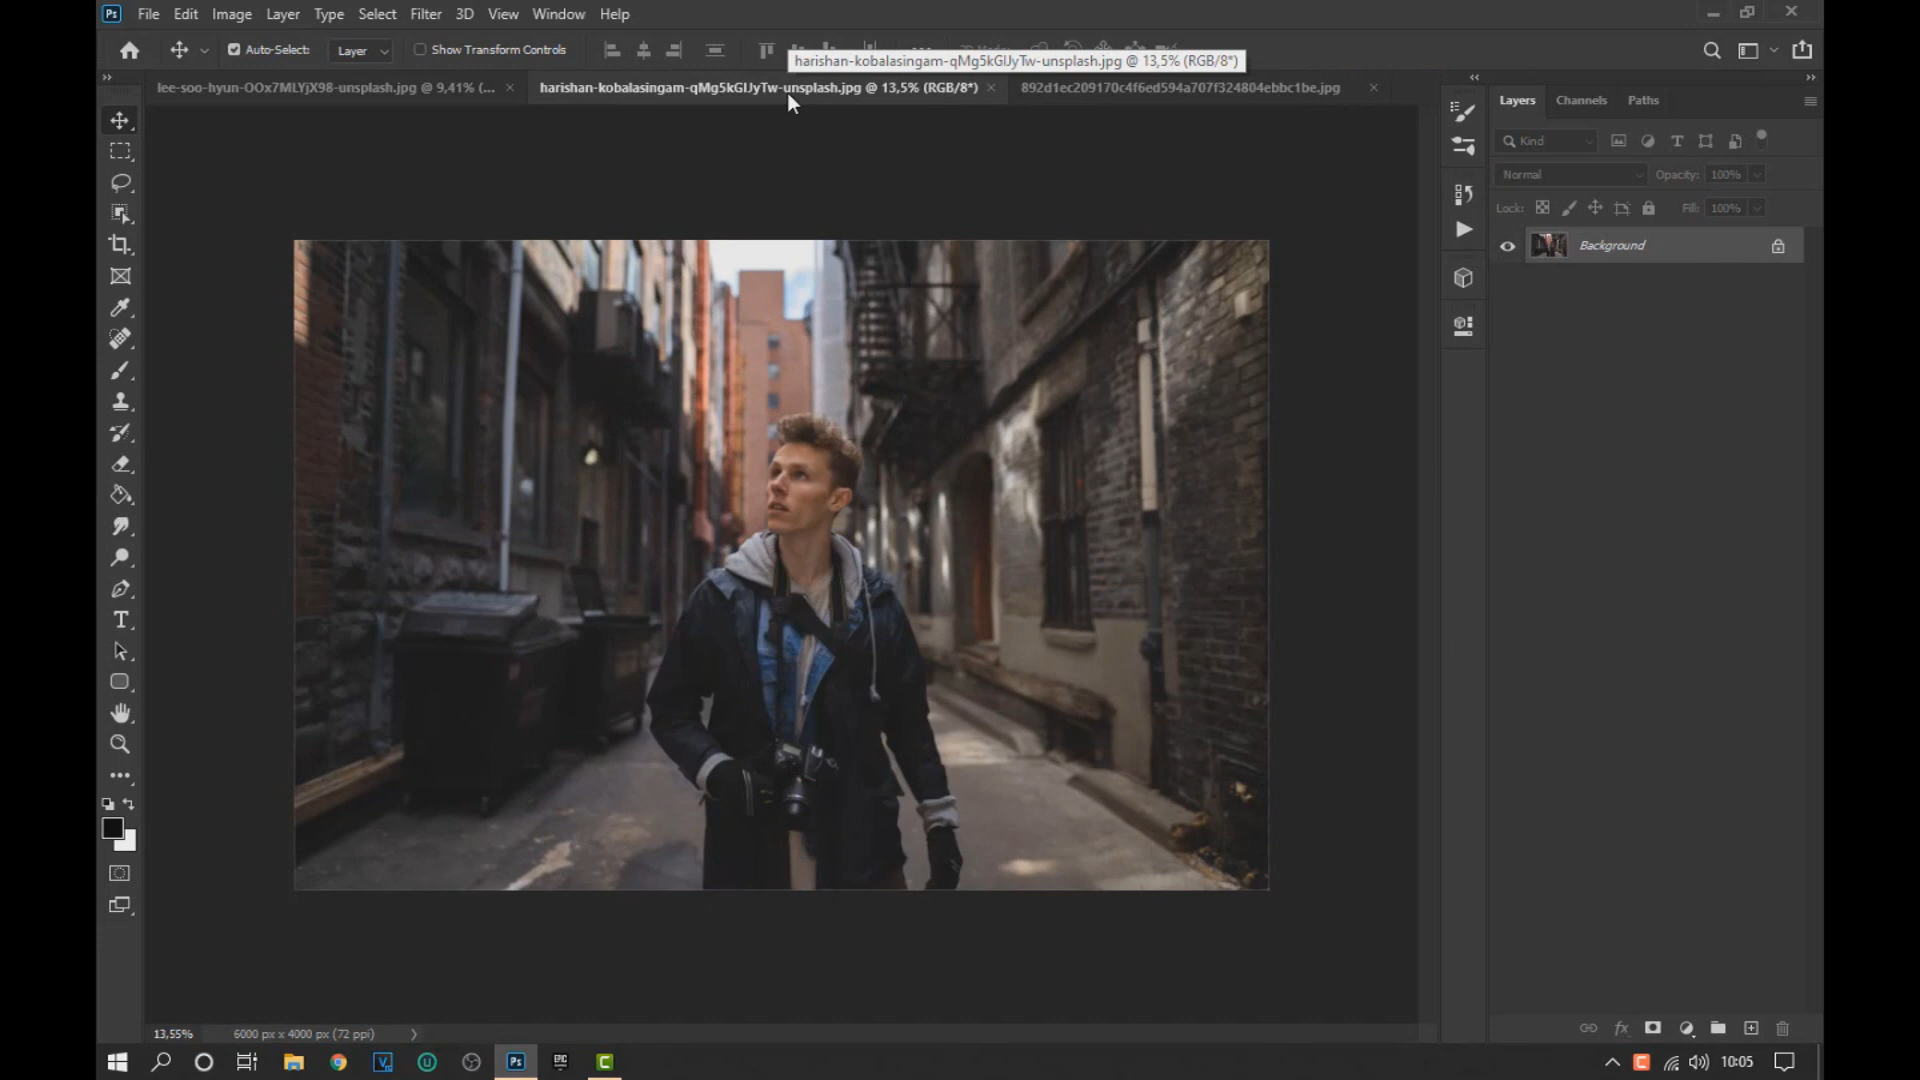 Ps File Edit Image Layer Type Select Filter 3D View Window Help
Auto-Select: Layer Show Transform Controls
harishan-kobalasingam-qMg5kGlJyTw-unsplash.jpg @ 13,5% (RGB/8*)
lee-soo-hyun-OOx7MLYjX98-unsplash.jpg @ 9,41% (...
harishan-kobalasingam-qMg5kGlJyTw-unsplash.jpg @ 13,5% (RGB/8*)
892d1ec209170c4f6ed594a707f324804ebbc1be.jpg
Layers Channels Paths
Kind
Normal Opacity: 100%
Lock: Fill: 100%
Background
13,55% 6000 px x 4000 px (72 ppi)
Ps EPIC 10:05